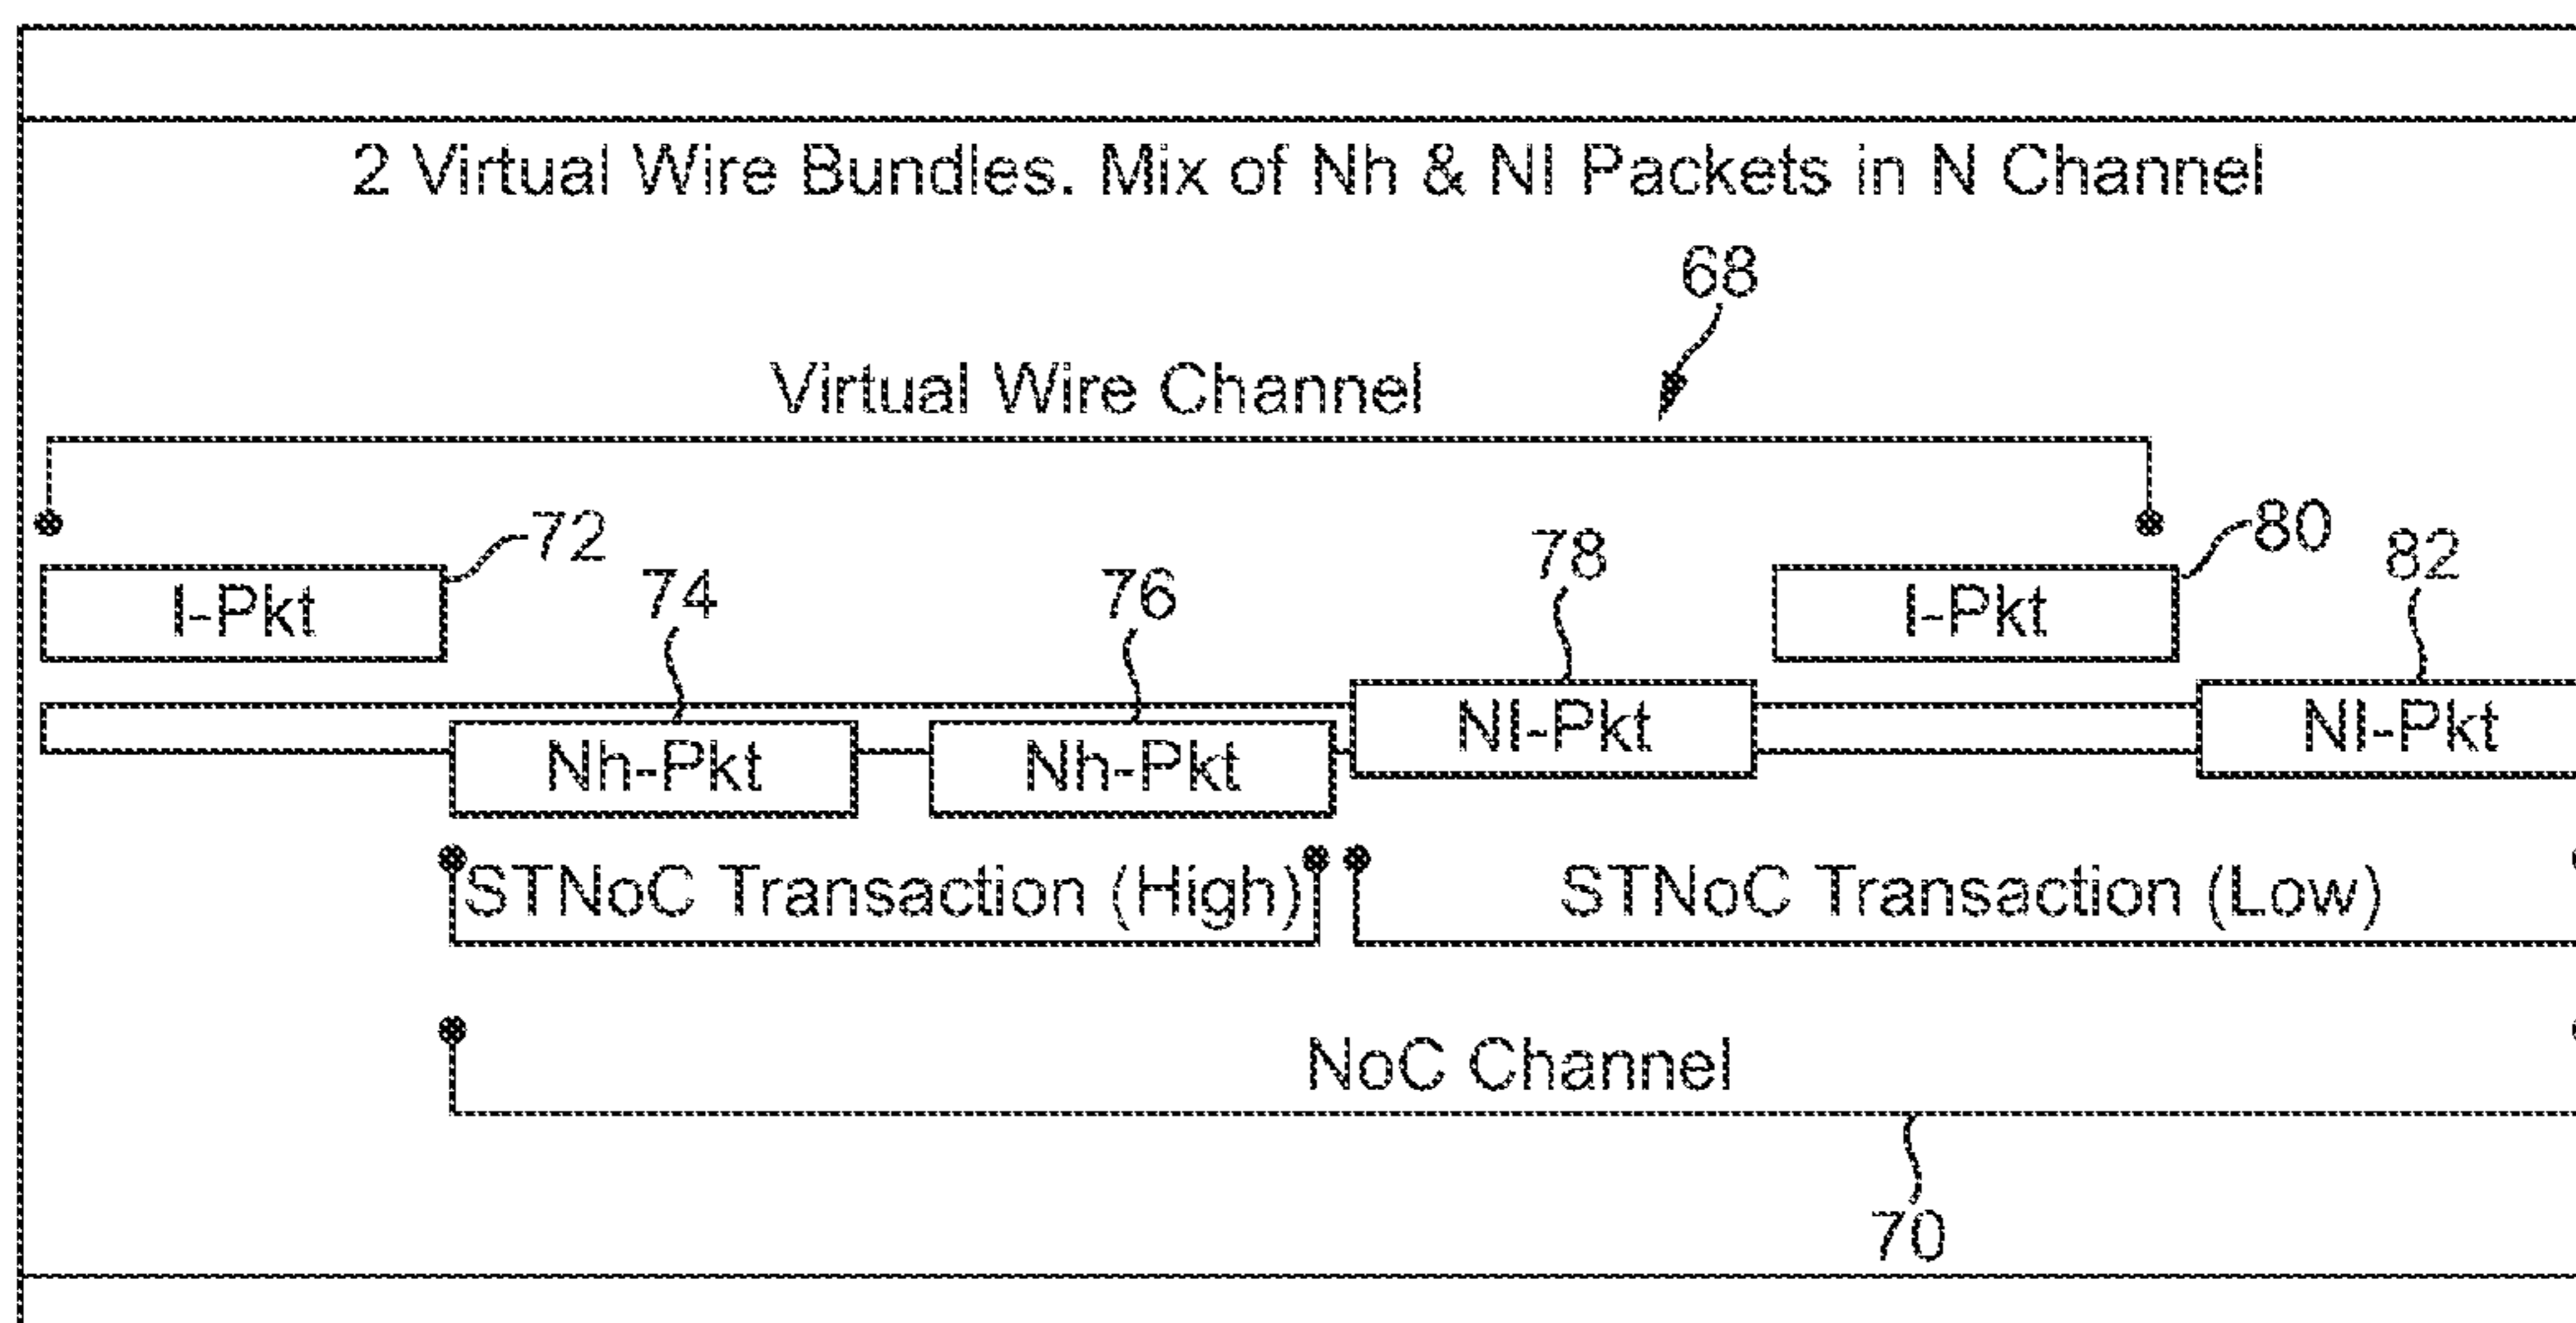 2 Virtual Wire Bundles. Mix of Nh & Nl Packets in N Channel
68
Virtual Wire Channel
72
74
76
78
80
82
I-Pkt
I-Pkt
Nh-Pkt
Nh-Pkt
Nl-Pkt
Nl-Pkt
STNoC Transaction (High)
STNoC Transaction (Low)
NoC Channel
70